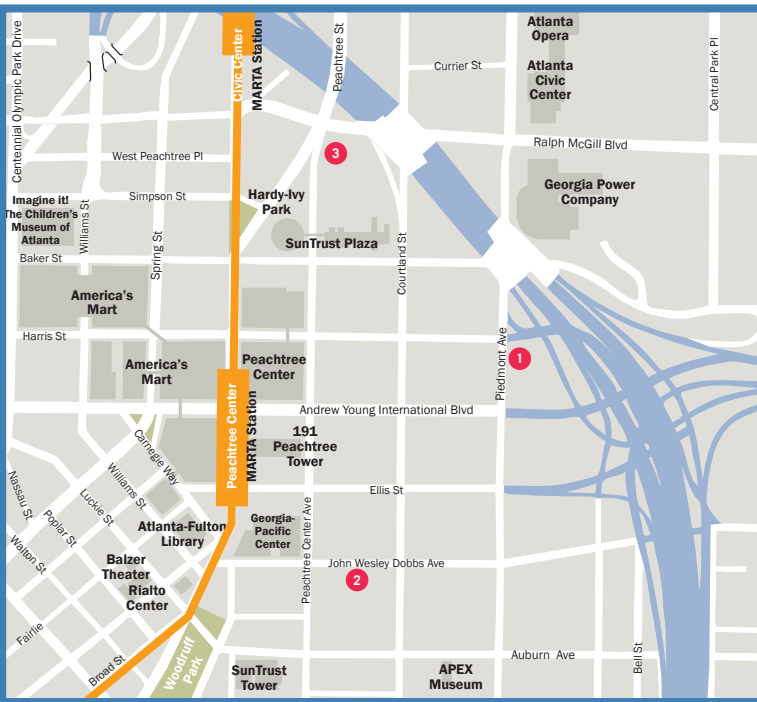 Centennial Olympic Park Drive
Civic Center
MARTA Station
Peachtree St
Atlanta
Opera
Currier St
Atlanta
Civic
Center
Central Park Pl
Ralph McGill Blvd
3
West Peachtree Pl
Georgia Power
Company
Simpson St
Hardy-Ivy
Park
Imagine it!
The Children's
Museum of
Atlanta
Williams St
Spring St
SunTrust Plaza
Courtland St
Baker St
America's
Mart
Harris St
Piedmont Ave
1
America's
Mart
Peachtree
Center
Peachtree Center
MARTA Station
Andrew Young International Blvd
191
Peachtree
Tower
Carnegie Way
Williams St
Luckie St
Nassau St
Poplar St
Walton St
Ellis St
Peachtree Center Ave
Atlanta-Fulton
Library
Georgia-
Pacific
Center
John Wesley Dobbs Ave
2
Balzer
Theater
Rialto
Center
Fairlie
Broad St
Woodruff
Park
SunTrust
Tower
APEX
Museum
Auburn Ave
Bell St